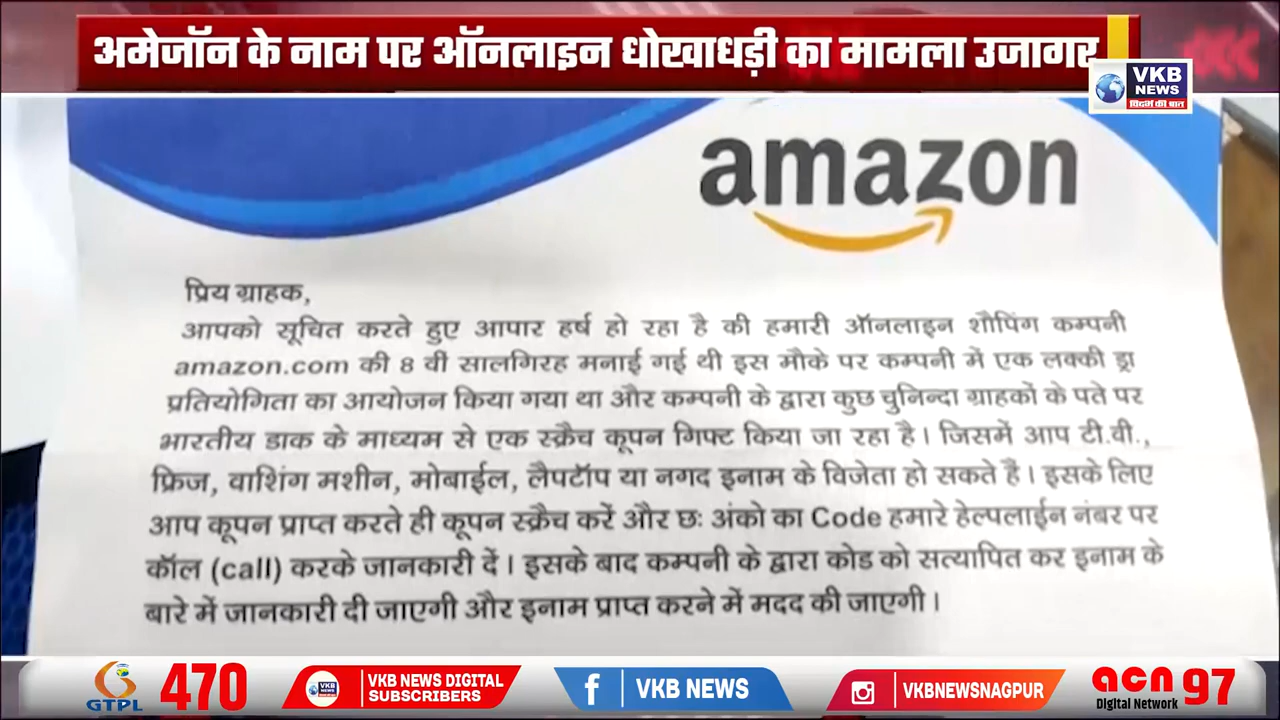 अमेजॉन के नाम पर ऑनलाइन धोखाधड़ी का मामला उजागर
VKB
NEWS
विदर्भ की बात
amazon
प्रिय ग्राहक,
आपको सूचित करते हुए आपार हर्ष हो रहा है की हमारी ऑनलाइन शौपिंग कम्पनी
amazon.com की 8 वी सालगिरह मनाई गई थी इस मौके पर कम्पनी में एक लक्की ड्रा
प्रतियोगिता का आयोजन किया गया था और कम्पनी के द्वारा कुछ चुनिन्दा ग्राहकों के पते पर
भारतीय डाक के माध्यम से एक स्क्रैच कूपन गिफ्ट किया जा रहा है। जिसमें आप टी.वी.,
फ्रिज, वाशिंग मशीन, मोबाईल, लैपटॉप या नगद इनाम के विजेता हो सकते है। इसके लिए
आप कूपन प्राप्त करते ही कूपन स्क्रैच करें और छः अंको का Code हमारे हेल्पलाईन नंबर पर
कॉल (call) करके जानकारी दें। इसके बाद कम्पनी के द्वारा कोड को सत्यापित कर इनाम के
बारे में जानकारी दी जाएगी और इनाम प्राप्त करने में मदद की जाएगी।
GTPL
470
VKB NEWS
VKB NEWS DIGITAL
SUBSCRIBERS
VKB NEWS
VKBNEWSNAGPUR
acn 97
Digital Network